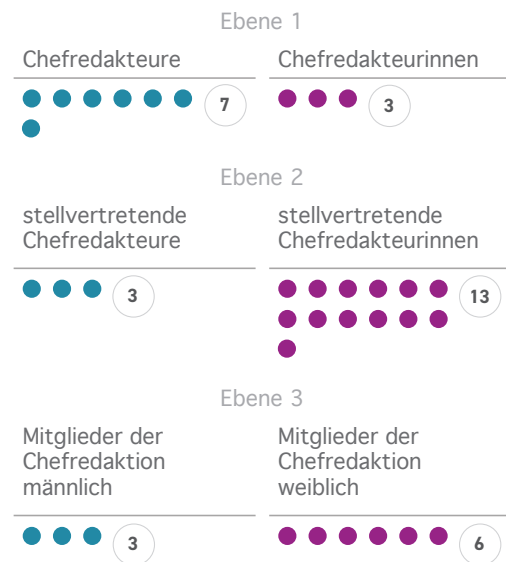 Ebene 1
Chefredakteure
Chefredakteurinnen
7
3
Ebene 2
stellvertretende
Chefredakteure
stellvertretende
Chefredakteurinnen
3
13
Ebene 3
Mitglieder der
Chefredaktion
männlich
Mitglieder der
Chefredaktion
weiblich
3
6